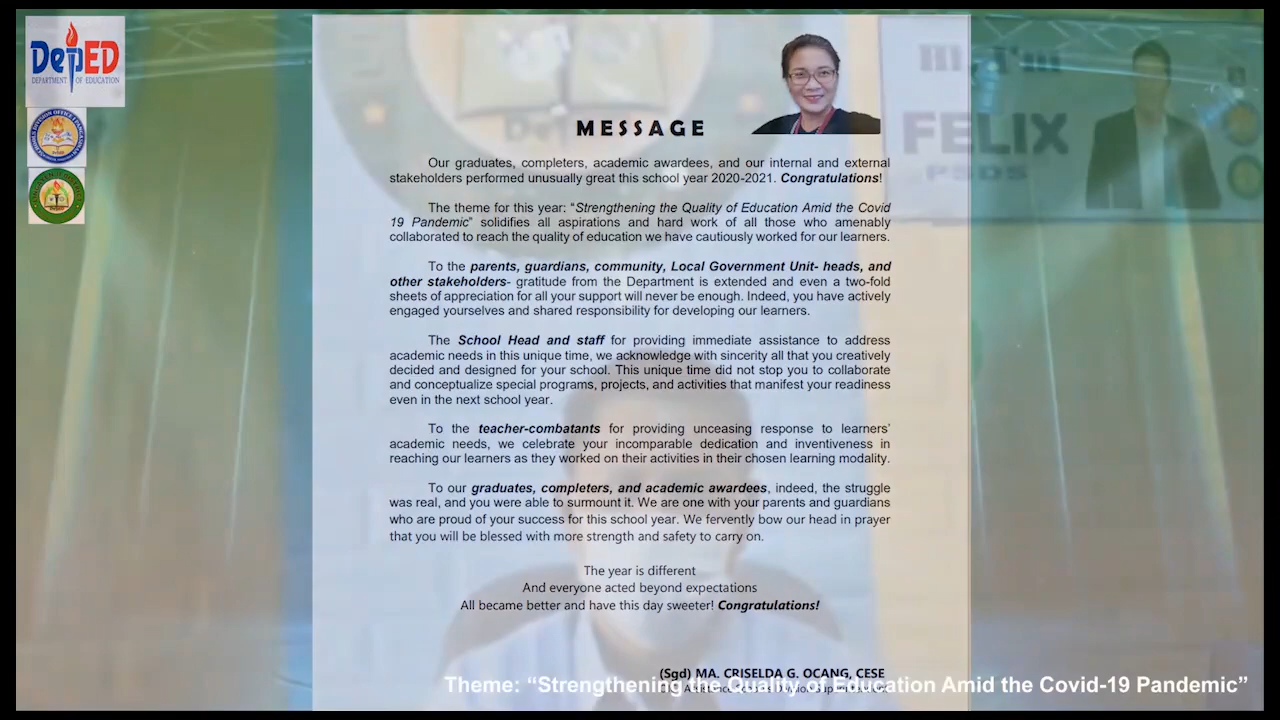 DepED
DEPARTMENT OF EDUCATION
Hi, I'm
FELIX
PSDS
MESSAGE
Our graduates, completers, academic awardees, and our internal and external
stakeholders performed unusually great this school year 2020-2021. Congratulations!
The theme for this year: “Strengthening the Quality of Education Amid the Covid
19 Pandemic” solidifies all aspirations and hard work of all those who amenably
collaborated to reach the quality of education we have cautiously worked for our learners.
To the parents, guardians, community, Local Government Unit- heads, and
other stakeholders- gratitude from the Department is extended and even a two-fold
sheets of appreciation for all your support will never be enough. Indeed, you have actively
engaged yourselves and shared responsibility for developing our learners.
The School Head and staff for providing immediate assistance to address
academic needs in this unique time, we acknowledge with sincerity all that you creatively
decided and designed for your school. This unique time did not stop you to collaborate
and conceptualize special programs, projects, and activities that manifest your readiness
even in the next school year.
To the teacher-combatants for providing unceasing response to learners’
academic needs, we celebrate your incomparable dedication and inventiveness in
reaching our learners as they worked on their activities in their chosen learning modality.
To our graduates, completers, and academic awardees, indeed, the struggle
was real, and you were able to surmount it. We are one with your parents and guardians
who are proud of your success for this school year. We fervently bow our head in prayer
that you will be blessed with more strength and safety to carry on.
The year is different
And everyone acted beyond expectations
All became better and have this day sweeter! Congratulations!
(Sgd) MA. CRISELDA G. OCANG, CESE
Theme: “Strengthening the Quality of Education Amid the Covid-19 Pandemic”